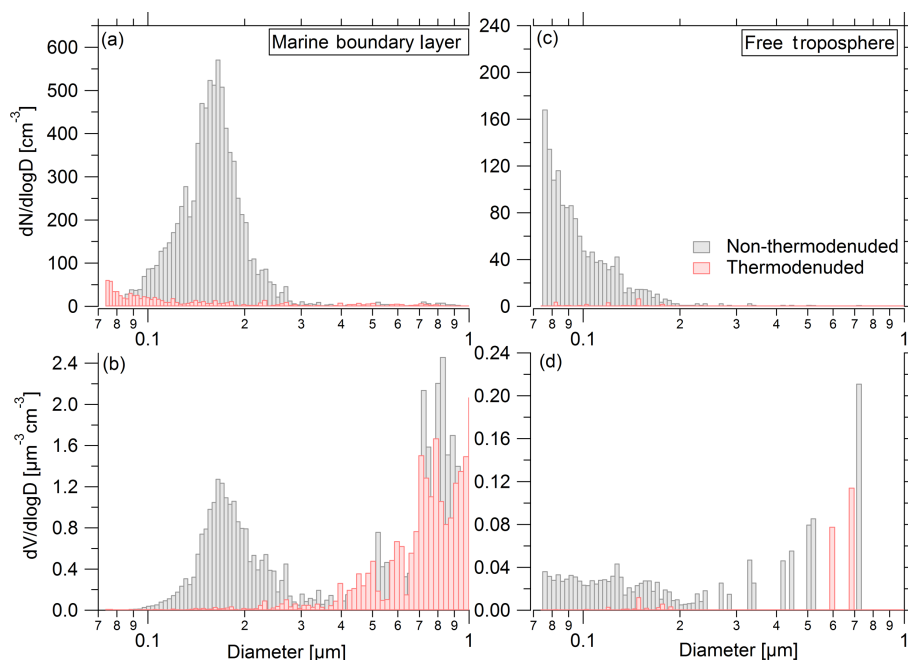 (a)
Marine boundary layer
dN/dlogD [cm-3]
600
500
400
300
200
100
0
7 8 9 0.1 2 3 4 5 6 7 8 9 1
(c)
Free troposphere
240
200
160
120
80
40
0
Non-thermodenuded
Thermodenuded
7 8 9 0.1 2 3 4 5 6 7 8 9 1
(b)
dV/dlogD [µm-3 cm-3]
2.4
2.0
1.6
1.2
0.8
0.4
0.0
7 8 9 0.1 2 3 4 5 6 7 8 9 1
Diameter [µm]
(d)
0.24
0.20
0.16
0.12
0.08
0.04
0.00
7 8 9 0.1 2 3 4 5 6 7 8 9 1
Diameter [µm]